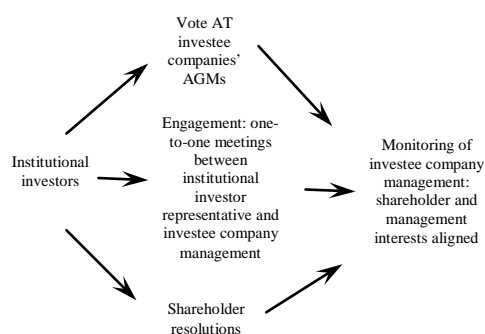 Vote AT
investee
companies'
AGMs
Institutional
investors
Engagement: one-
to-one meetings
between
institutional
investor
representative and
investee company
management
Monitoring of
investee company
management:
shareholder and
management
interests aligned
Shareholder
resolutions